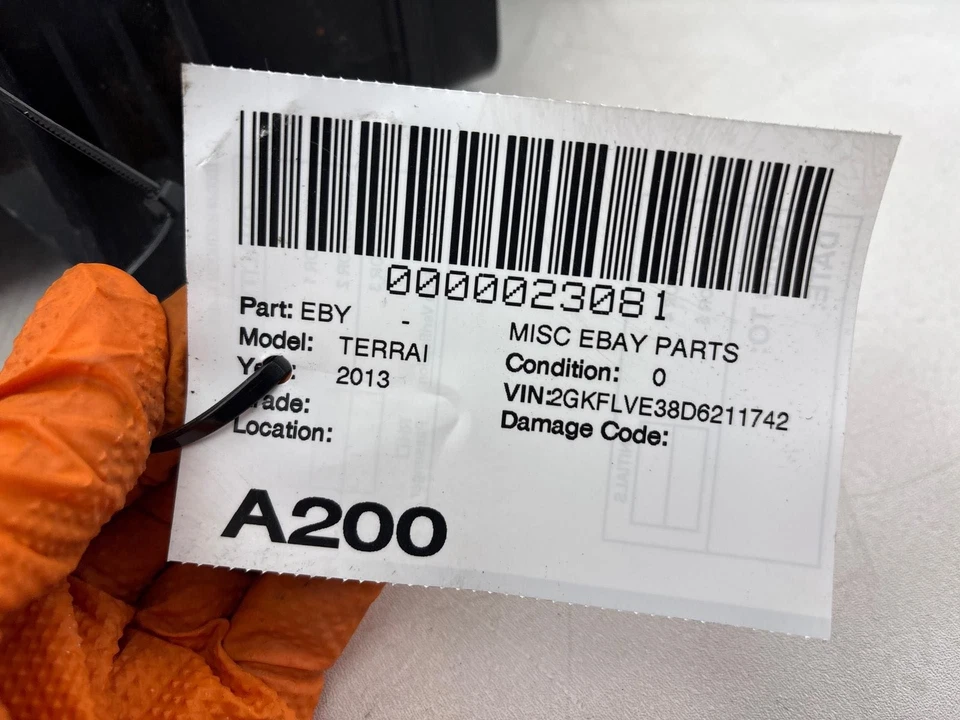 0000023081
Part: EBY - MISC EBAY PARTS
Model: TERRAI Condition: 0
2013 VIN:2GKFLVE38D6211742
Damage Code:
Location:
A200